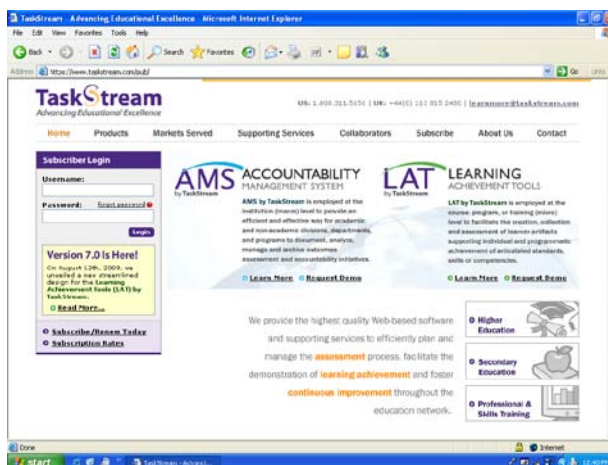 TaskStream - Advancing Educational Excellence - Microsoft Internet Explorer
File Edit View Favorites Tools Help
Back Search Favorites
Address https://www.taskstream.com/pub/ Go Links
TaskStream
Advancing Educational Excellence
learnmore@taskstream.com
Home Products Markets Served Supporting Services Collaborators Subscribe About Us Contact
Subscriber Login
Username:
Password: forgot password
Login
Version 7.0 Is Here!
On August 12th, 2009, we
unveiled a new streamlined
design for the Learning
Achievement Tools (LAT) by
TaskStream.
Read More...
Subscribe/Renew Today
Subscription Rates
AMS by TaskStream
ACCOUNTABILITY
MANAGEMENT SYSTEM
AMS by TaskStream is employed at the
institution (macro) level to provide an
efficient and effective way for academic
and non-academic divisions, departments,
and programs to document, analyze,
manage and archive outcomes
assessment and accountability initiatives.
Learn More Request Demo
LAT by TaskStream
LEARNING
ACHIEVEMENT TOOLS
LAT by TaskStream is employed at the
course, program, or training (micro)
level to facilitate the creation, collection
and assessment of learner artifacts
supporting individual and programmatic
achievement of articulated standards,
skills or competencies.
Learn More Request Demo
We provide the highest quality Web-based software
and supporting services to efficiently plan and
manage the assessment process, facilitate the
demonstration of learning achievement and foster
continuous improvement throughout the
education network.
Higher
Education
Secondary
Education
Professional &
Skills Training
Done Internet
start TaskStream - Advanci... 12:40 PM